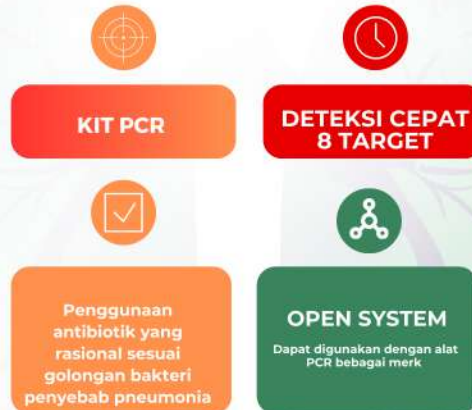 KIT PCR
DETEKSI CEPAT
8 TARGET
Penggunaan
antibiotik yang
rasional sesuai
golongan bakteri
penyebab pneumonia
OPEN SYSTEM
Dapat digunakan dengan alat
PCR bebagai merk